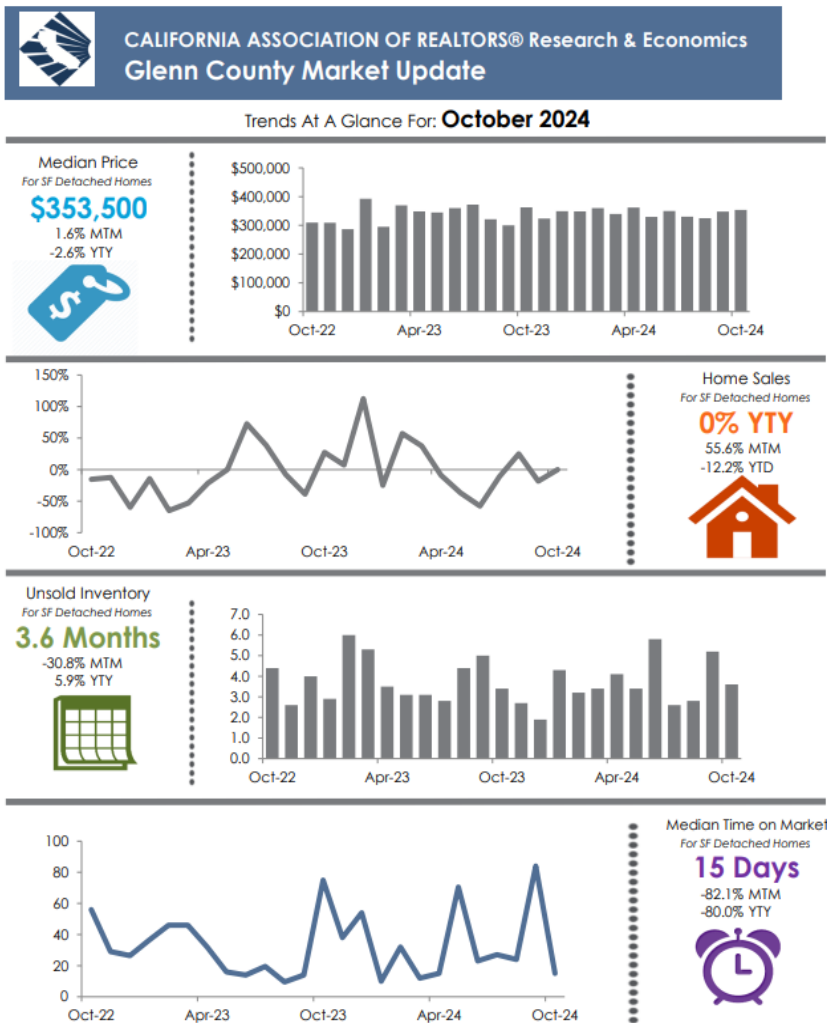 CALIFORNIA ASSOCIATION OF REALTORS® Research & Economics
Glenn County Market Update
Trends At A Glance For: October 2024
Median Price
For SF Detached Homes
$353,500
1.6% MTM
-2.6% YTY
$
$500,000
$400,000
$300,000
$200,000
$100,000
$0
Oct-22 Apr-23 Oct-23 Apr-24 Oct-24
150%
100%
50%
0%
-50%
-100%
Oct-22 Apr-23 Oct-23 Apr-24 Oct-24
Home Sales
For SF Detached Homes
0% YTY
55.6% MTM
-12.2% YTD
Unsold Inventory
For SF Detached Homes
3.6 Months
-30.8% MTM
5.9% YTY
7.0
6.0
5.0
4.0
3.0
2.0
1.0
0.0
Oct-22 Apr-23 Oct-23 Apr-24 Oct-24
100
80
60
40
20
0
Oct-22 Apr-23 Oct-23 Apr-24 Oct-24
Median Time on Market
For SF Detached Homes
15 Days
-82.1% MTM
-80.0% YTY